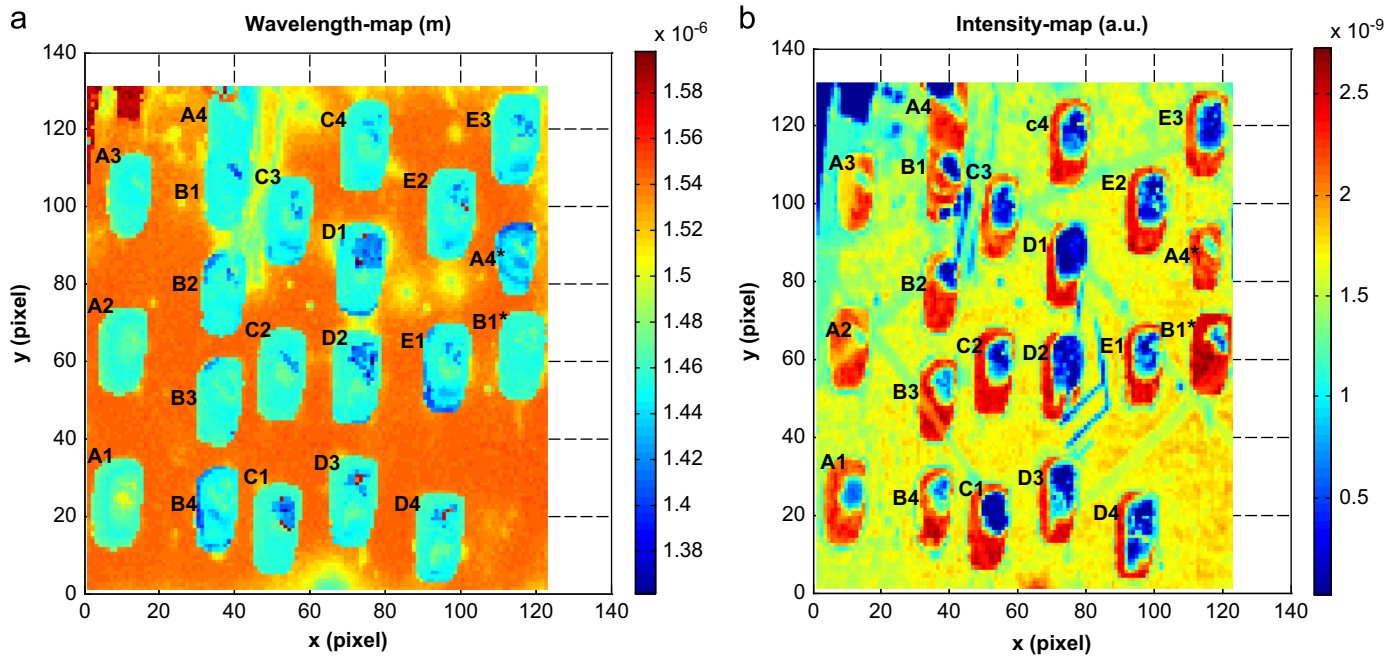 a
Wavelength-map (m)
x 10⁻⁶
140
120
100
80
60
40
20
0
y (pixel)
0 20 40 60 80 100 120 140
x (pixel)
A4
C4
E3
A3
C3
B1
E2
D1
A4*
B2
A2
C2
D2
E1
B1*
B3
A1
B4
C1
D3
D4
1.58
1.56
1.54
1.52
1.5
1.48
1.46
1.44
1.42
1.4
1.38
b
Intensity-map (a.u.)
x 10⁻⁹
140
120
100
80
60
40
20
0
y (pixel)
0 20 40 60 80 100 120 140
x (pixel)
A4
c4
E3
A3
B1
C3
E2
D1
A4*
B2
A2
C2
D2
E1
B1*
B3
A1
B4
C1
D3
D4
2.5
2
1.5
1
0.5